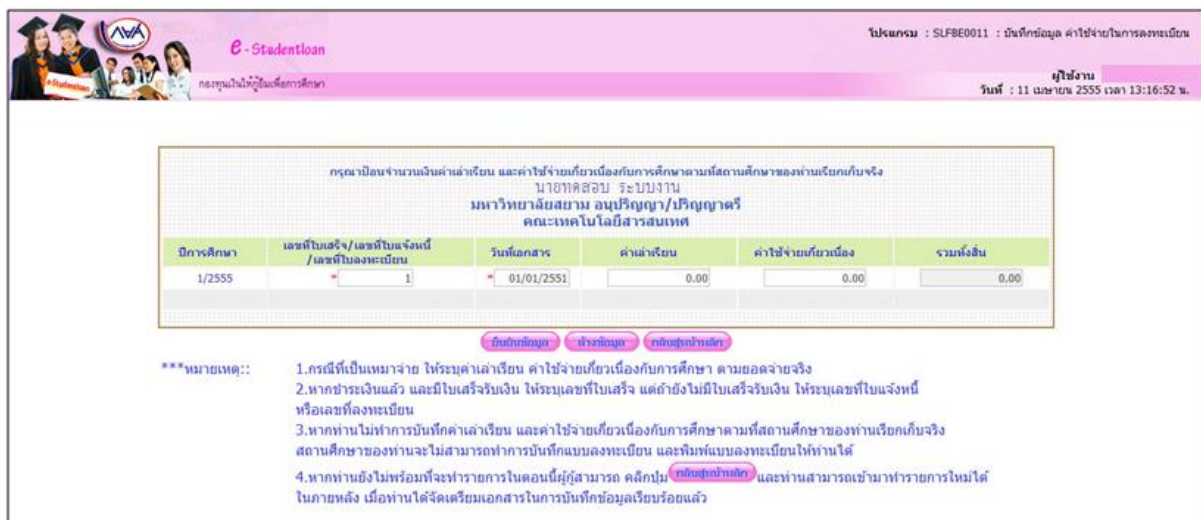 กยศ
e-Studentloan
e-Studentloan
กองทุนเงินให้กู้ยืมเพื่อการศึกษา
โปรแกรม : SLFBE0011 : บันทึกข้อมูล ค่าใช้จ่ายในการลงทะเบียน
ผู้ใช้งาน
วันที่ : 11 เมษายน 2555 เวลา 13:16:52 น.
กรุณาป้อนจำนวนเงินค่าเล่าเรียน และค่าใช้จ่ายเกี่ยวเนื่องกับการศึกษาตามที่สถานศึกษาของท่านเรียกเก็บจริง
นายทดสอบ ระบบงาน
มหาวิทยาลัยสยาม อนุปริญญา/ปริญญาตรี
คณะเทคโนโลยีสารสนเทศ
ปีการศึกษา เลขที่ใบเสร็จ/เลขที่ใบแจ้งหนี้ /เลขที่ใบลงทะเบียน วันที่เอกสาร ค่าเล่าเรียน ค่าใช้จ่ายเกี่ยวเนื่อง รวมทั้งสิ้น
1/2555 * 1 * 01/01/2551 0.00 0.00 0.00
ยืนยันข้อมูล ล้างข้อมูล กลับสู่หน้าหลัก
***หมายเหตุ:: 1.กรณีที่เป็นเหมาจ่าย ให้ระบุค่าเล่าเรียน ค่าใช้จ่ายเกี่ยวเนื่องกับการศึกษา ตามยอดจ่ายจริง
2.หากชำระเงินแล้ว และมีใบเสร็จรับเงิน ให้ระบุเลขที่ใบเสร็จ แต่ถ้ายังไม่มีใบเสร็จรับเงิน ให้ระบุเลขที่ใบแจ้งหนี้
หรือเลขที่ลงทะเบียน
3.หากท่านไม่ทำการบันทึกค่าเล่าเรียน และค่าใช้จ่ายเกี่ยวเนื่องกับการศึกษาตามที่สถานศึกษาของท่านเรียกเก็บจริง
สถานศึกษาของท่านจะไม่สามารถทำการบันทึกแบบลงทะเบียน และพิมพ์แบบลงทะเบียนให้ท่านได้
4.หากท่านยังไม่พร้อมที่จะทำรายการในตอนนี้ผู้กู้สามารถ คลิกปุ่ม กลับสู่หน้าหลัก และท่านสามารถเข้ามาทำรายการใหม่ได้
ในภายหลัง เมื่อท่านได้จัดเตรียมเอกสารในการบันทึกข้อมูลเรียบร้อยแล้ว